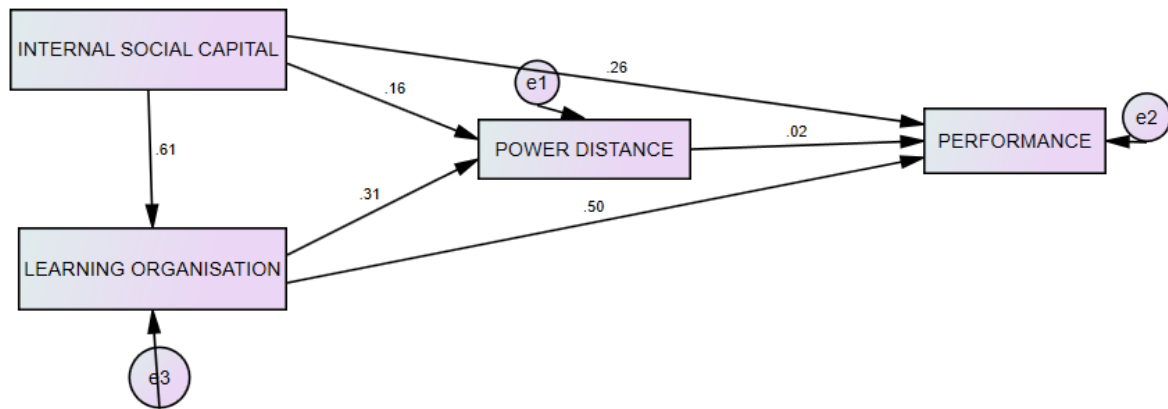 INTERNAL SOCIAL CAPITAL
.26
e1
.16
e2
.02
PERFORMANCE
POWER DISTANCE
.61
.31
.50
LEARNING ORGANISATION
e3